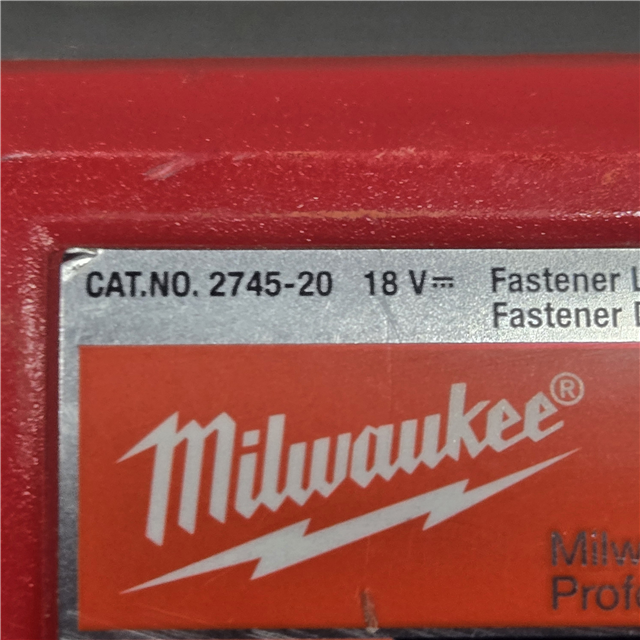 CAT.NO. 2745-20 18 V⎓ Fastener L
Fastener D
Milwaukee®
Milw
Profe